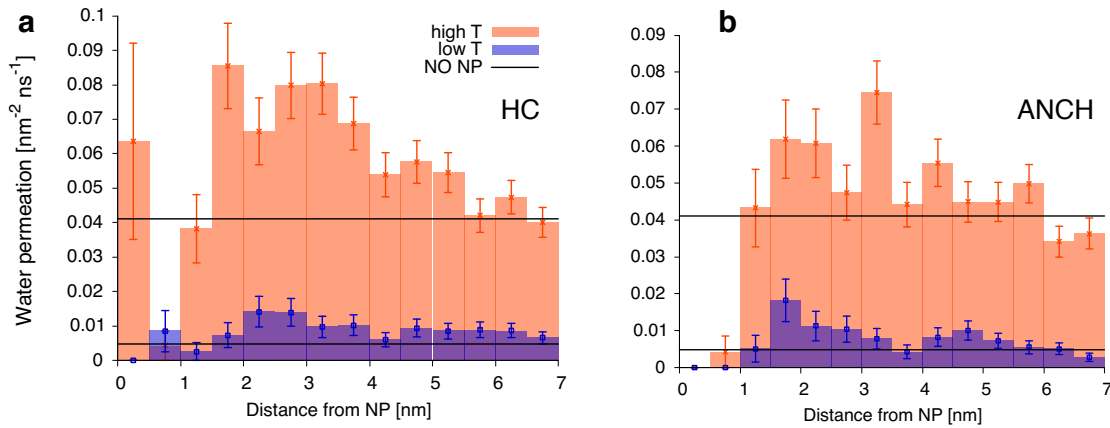 a
0.1
0.09
0.08
0.07
0.06
0.05
0.04
0.03
0.02
0.01
0
Water permeation [nm-2 ns-1]
high T
low T
NO NP
HC
0 1 2 3 4 5 6 7
Distance from NP [nm]
b
0.09
0.08
0.07
0.06
0.05
0.04
0.03
0.02
0.01
0
ANCH
0 1 2 3 4 5 6 7
Distance from NP [nm]